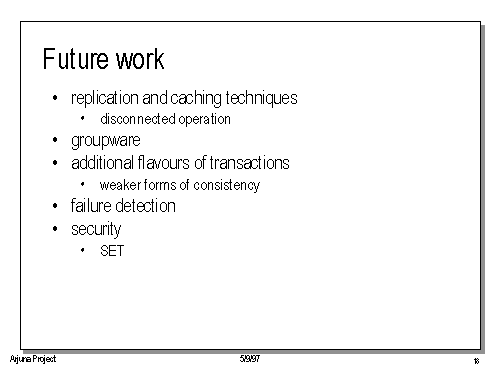 Future work
• replication and caching techniques
• disconnected operation
• groupware
• additional flavours of transactions
• weaker forms of consistency
• failure detection
• security
• SET
Arjuna Project 5/9/97 18